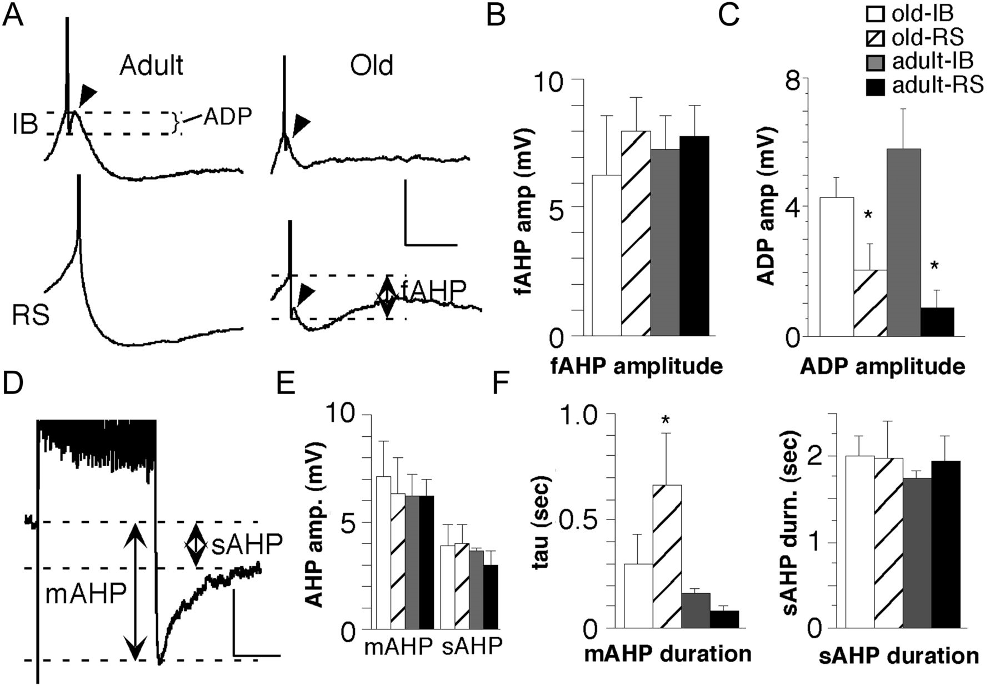 A
Adult
Old
IB
ADP
RS
fAHP
B
10
5
0
fAHP amp (mV)
fAHP amplitude
C
old-IB
old-RS
adult-IB
adult-RS
8
4
0
ADP amp (mV)
*
*
ADP amplitude
D
sAHP
mAHP
E
10
5
0
AHP amp. (mV)
mAHP sAHP
F
1.0
0.5
0
tau (sec)
*
mAHP duration
2
1
0
sAHP durn. (sec)
sAHP duration